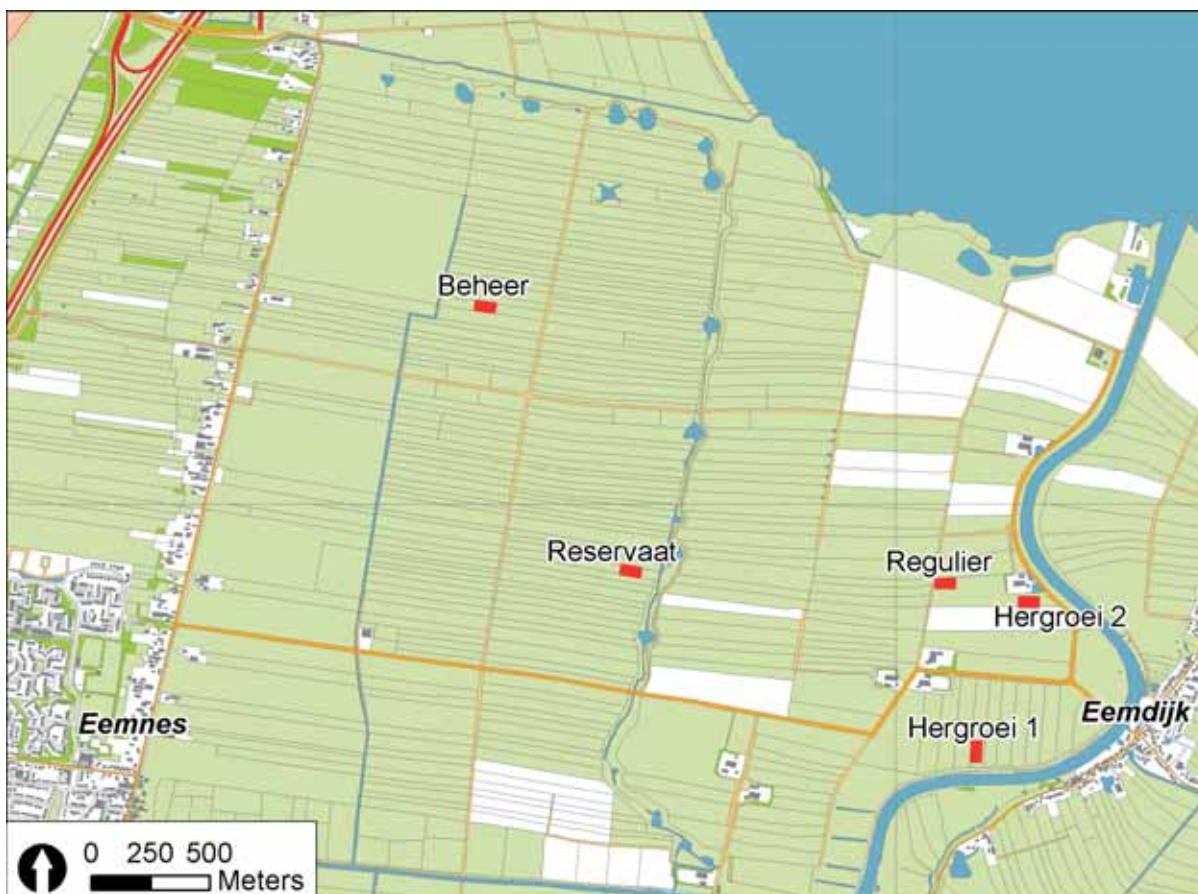 Beheer
Reservaat
Regulier
Hergroei 2
Eemnes
Hergroei 1
Eemdijk
0 250 500
Meters